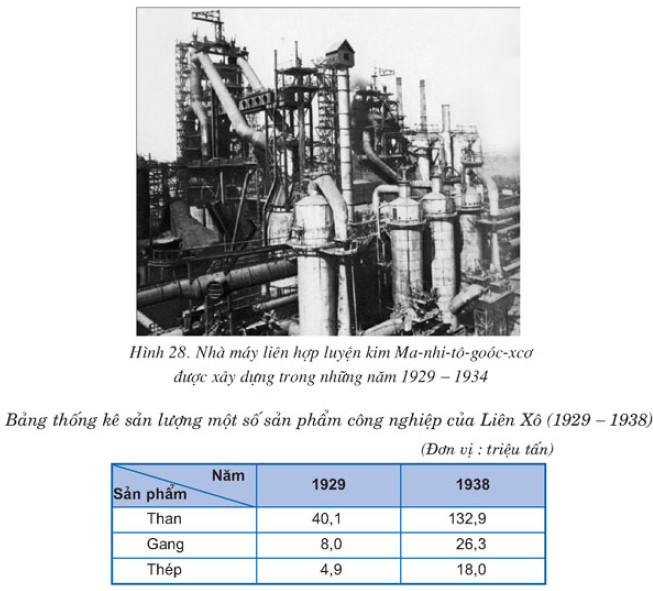 Hình 28. Nhà máy liên hợp luyện kim Ma-nhi-tô-goóc-xcơ
được xây dựng trong những năm 1929 – 1934
Bảng thống kê sản lượng một số sản phẩm công nghiệp của Liên Xô (1929 – 1938)
(Đơn vị : triệu tấn)
Năm
Sản phẩm
1929
1938
Than 40,1 132,9
Gang 8,0 26,3
Thép 4,9 18,0